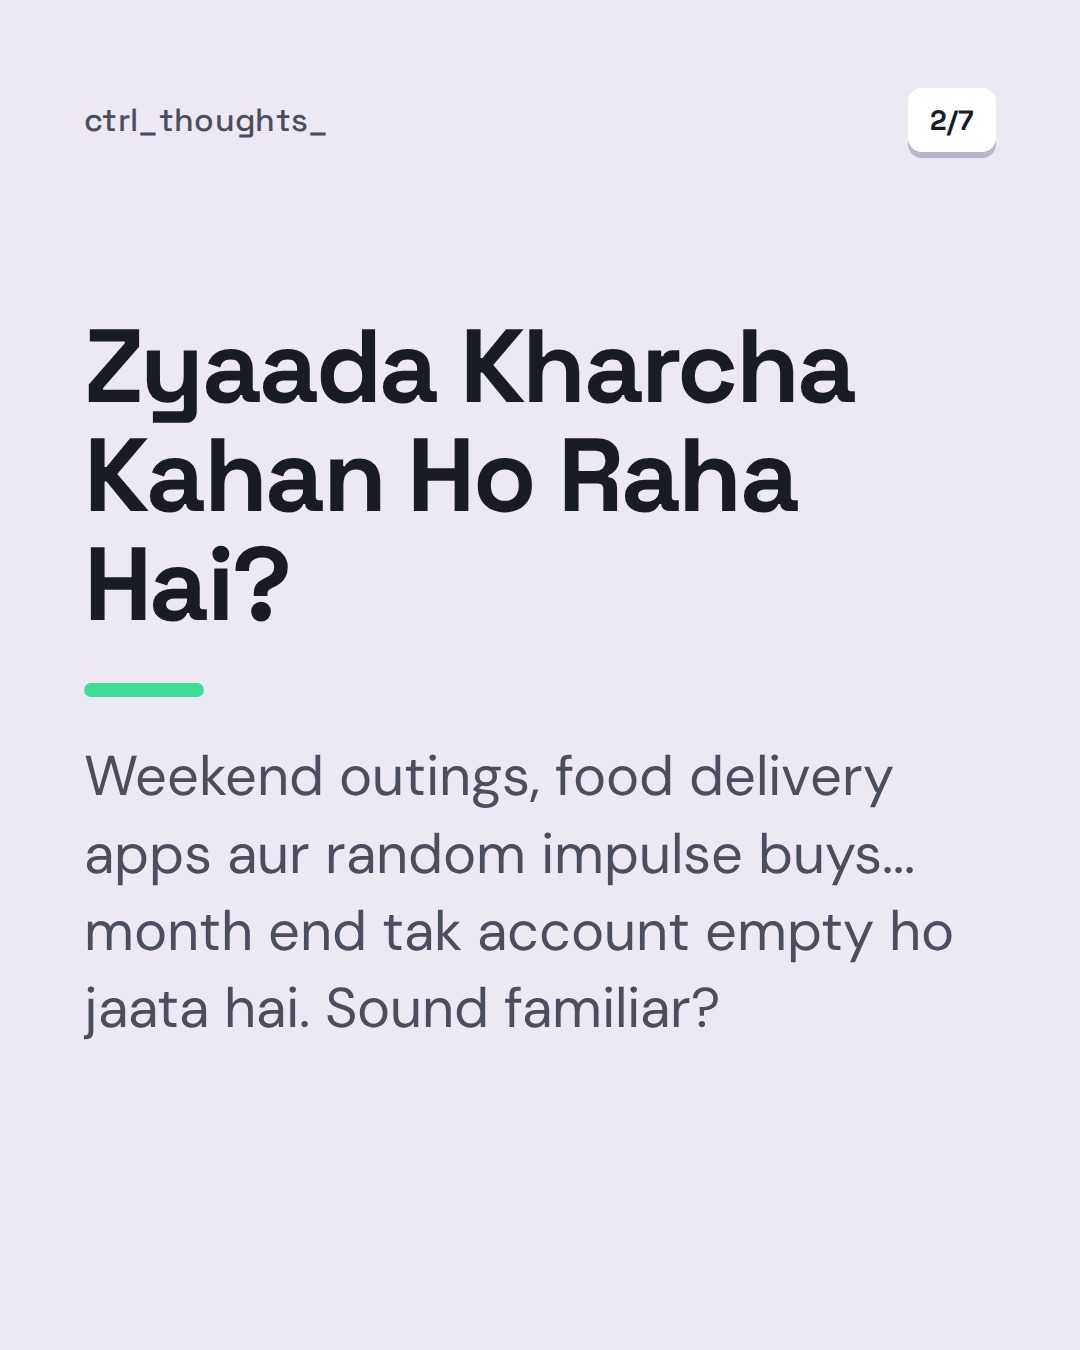 ctrl_thoughts_
2/7
Zyaada Kharcha
Kahan Ho Raha
Hai?
Weekend outings, food delivery
apps aur random impulse buys...
month end tak account empty ho
jaata hai. Sound familiar?